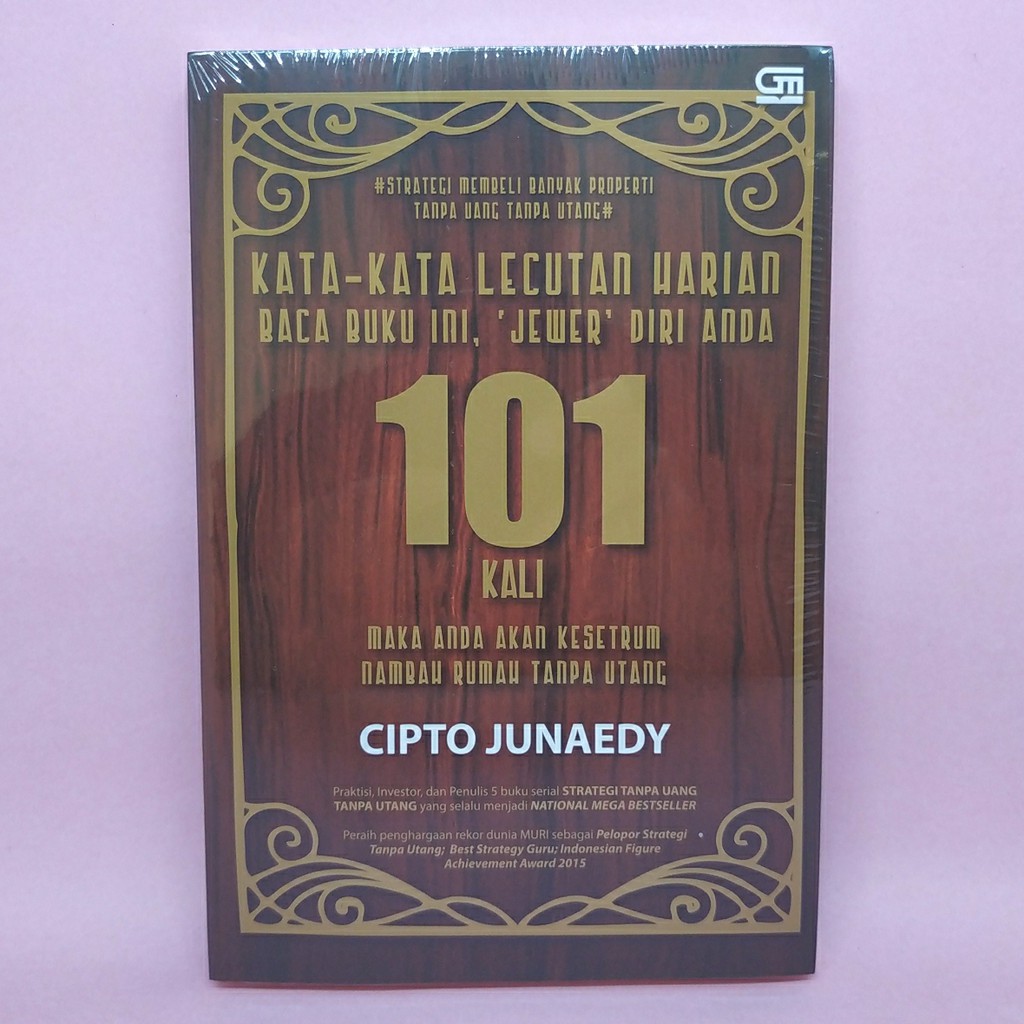 GM
#STRATEGI MEMBELI BANYAK PROPERTI
TANPA UANG TANPA UTANG#
KATA-KATA LECUTAN HARIAN
BACA BUKU INI, 'JEWER' DIRI ANDA
101
KALI
MAKA ANDA AKAN KESETRUM
NAMBAH RUMAH TANPA UTANG
CIPTO JUNAEDY
Praktisi, Investor, dan Penulis 5 buku serial STRATEGI TANPA UANG
TANPA UTANG yang selalu menjadi NATIONAL MEGA BESTSELLER
Peraih penghargaan rekor dunia MURI sebagai Pelopor Strategi
Tanpa Utang; Best Strategy Guru; Indonesian Figure
Achievement Award 2015